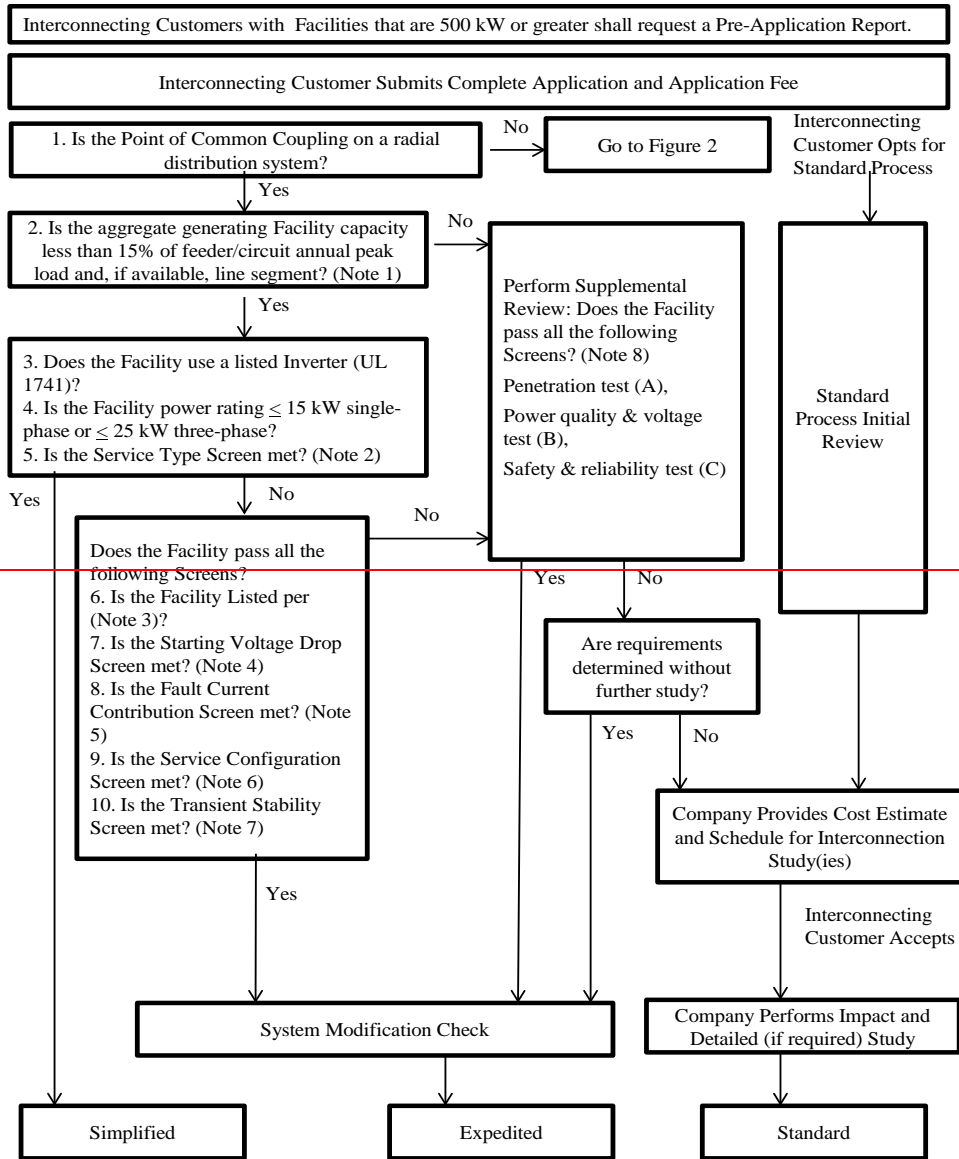 Interconnecting Customers with Facilities that are 500 kW or greater shall request a Pre-Application Report.
Interconnecting Customer Submits Complete Application and Application Fee
1. Is the Point of Common Coupling on a radial
distribution system?
No
Go to Figure 2
Interconnecting
Customer Opts for
Standard Process
Yes
2. Is the aggregate generating Facility capacity
less than 15% of feeder/circuit annual peak
load and, if available, line segment? (Note 1)
No
Yes
Perform Supplemental
Review: Does the Facility
pass all the following
Screens? (Note 8)
Penetration test (A),
Power quality & voltage
test (B),
Safety & reliability test (C)
Standard
Process Initial
Review
3. Does the Facility use a listed Inverter (UL
1741)?
4. Is the Facility power rating ≤ 15 kW single-
phase or ≤ 25 kW three-phase?
5. Is the Service Type Screen met? (Note 2)
Yes
No
No
Does the Facility pass all the
following Screens?
6. Is the Facility Listed per
(Note 3)?
7. Is the Starting Voltage Drop
Screen met? (Note 4)
8. Is the Fault Current
Contribution Screen met? (Note
5)
9. Is the Service Configuration
Screen met? (Note 6)
10. Is the Transient Stability
Screen met? (Note 7)
Yes
No
Are requirements
determined without
further study?
Yes
No
Company Provides Cost Estimate
and Schedule for Interconnection
Study(ies)
Yes
Interconnecting
Customer Accepts
System Modification Check
Company Performs Impact and
Detailed (if required) Study
Simplified
Expedited
Standard